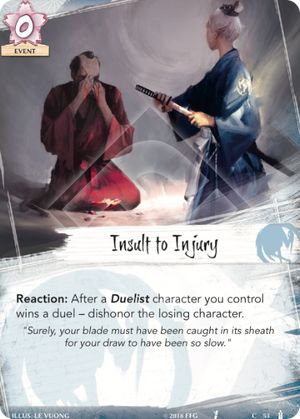 0
EVENT
Insult to Injury
Reaction: After a Duelist character you control
wins a duel – dishonor the losing character.
"Surely, your blade must have been caught in its sheath
for your draw to have been so slow."
ILLUS: LE VUONG
© 2018 FFG
C 53